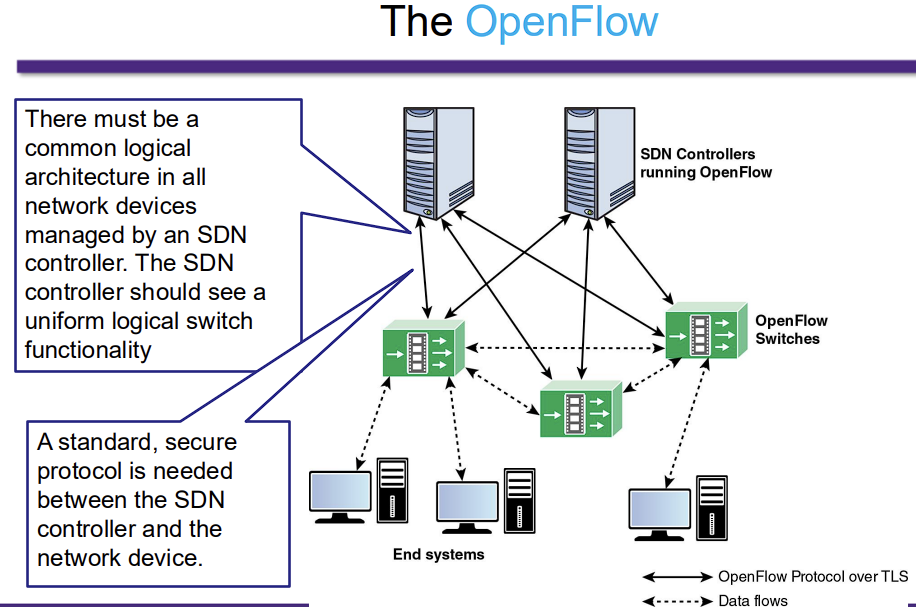 The OpenFlow
There must be a
common logical
architecture in all
network devices
managed by an SDN
controller. The SDN
controller should see a
uniform logical switch
functionality
A standard, secure
protocol is needed
between the SDN
controller and the
network device.
SDN Controllers
running OpenFlow
OpenFlow
Switches
End systems
OpenFlow Protocol over TLS
Data flows